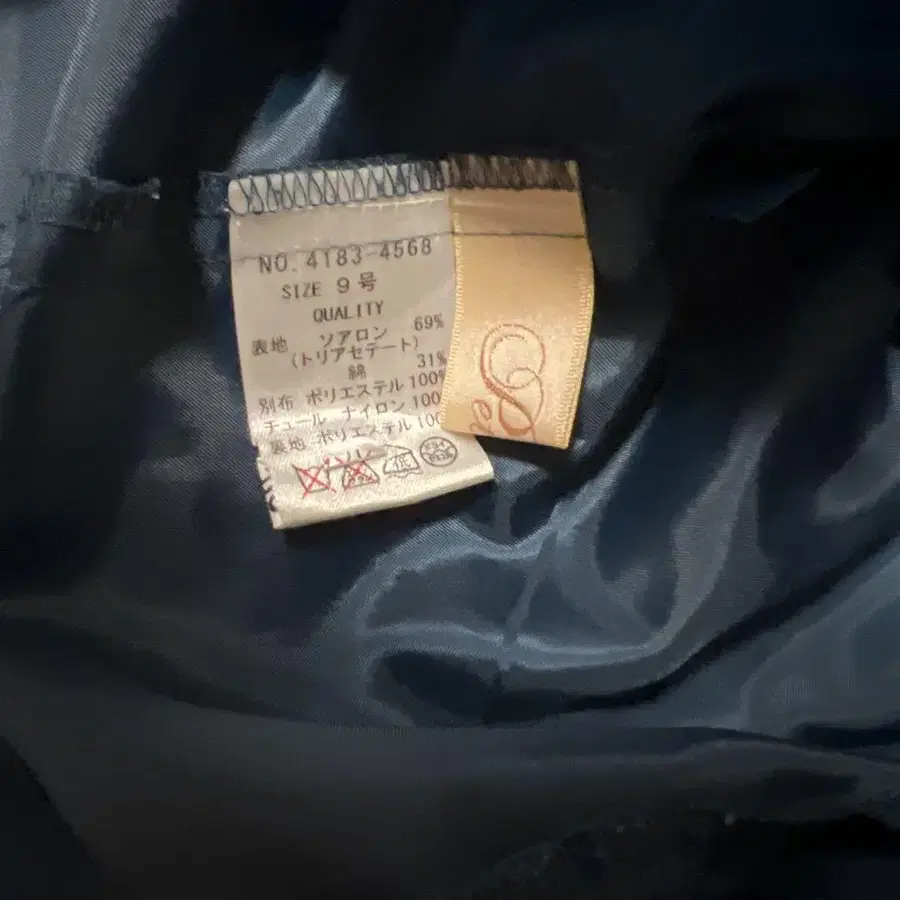 NO. 4183-4568
SIZE 9号
QUALITY
表地 ソアロン 69%
(トリアセテート)
綿 31%
別布 ポリエステル 100%
チュール ナイロン 100
裏地 ポリエステル 100
低